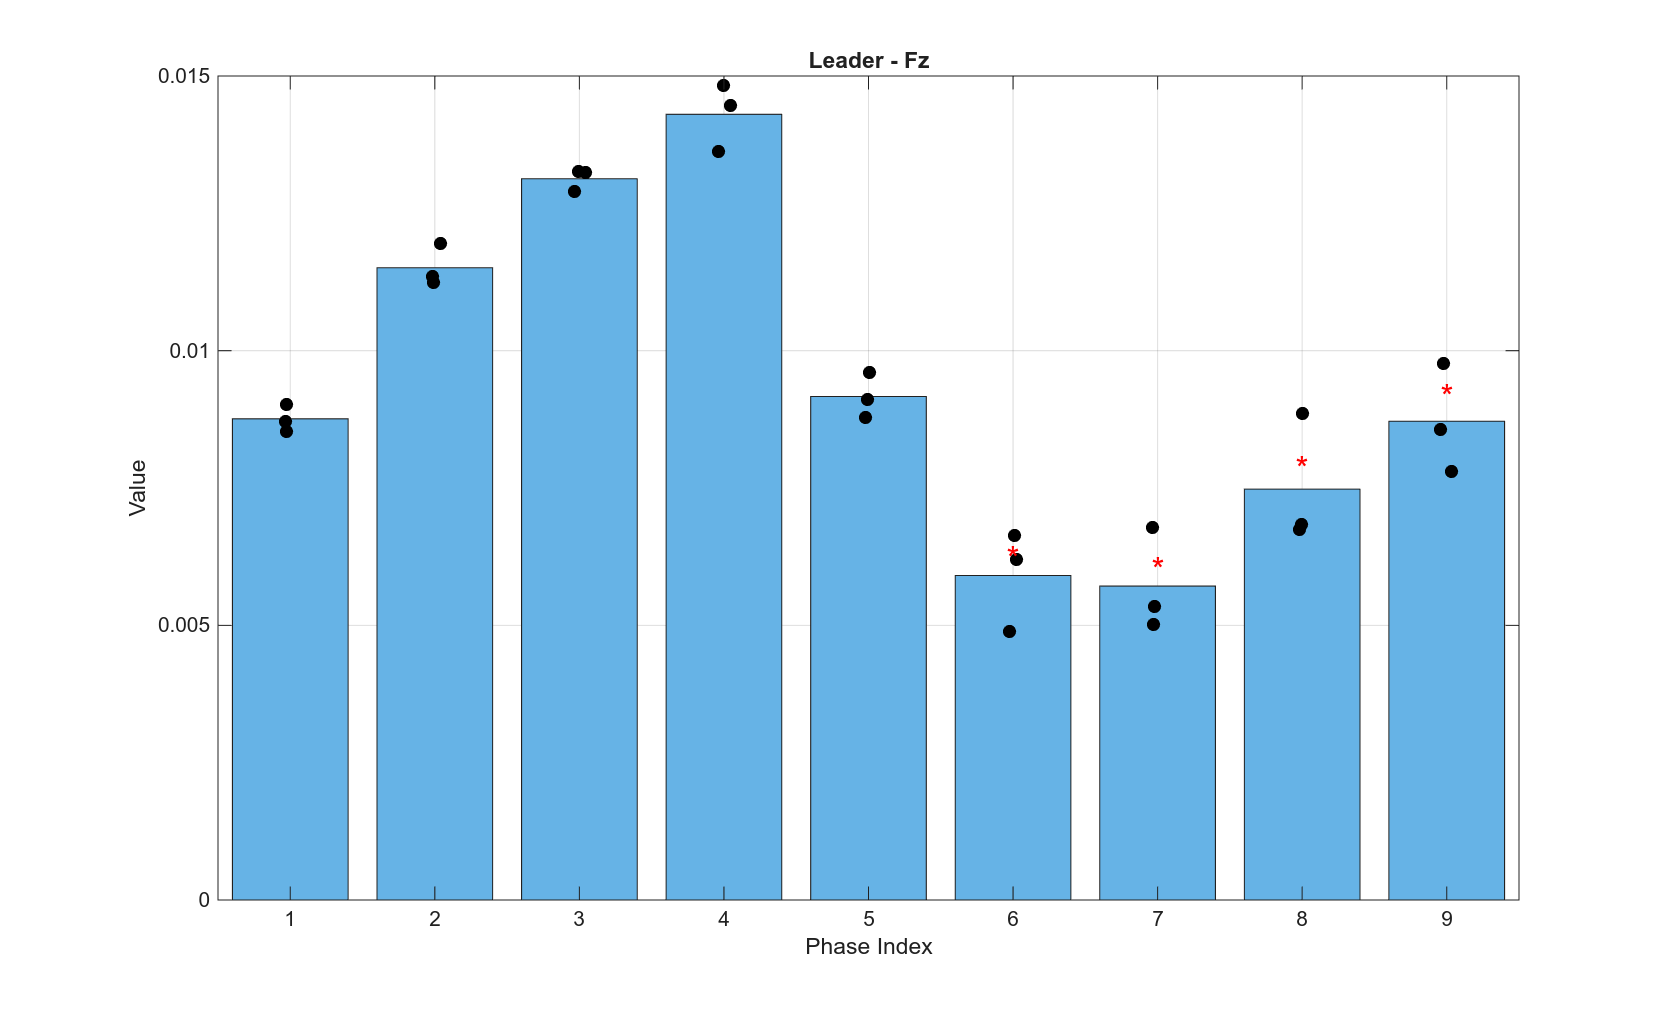 Leader - Fz
0.015
0.01
0.005
0
Value
*
*
*
*
1 2 3 4 5 6 7 8 9
Phase Index